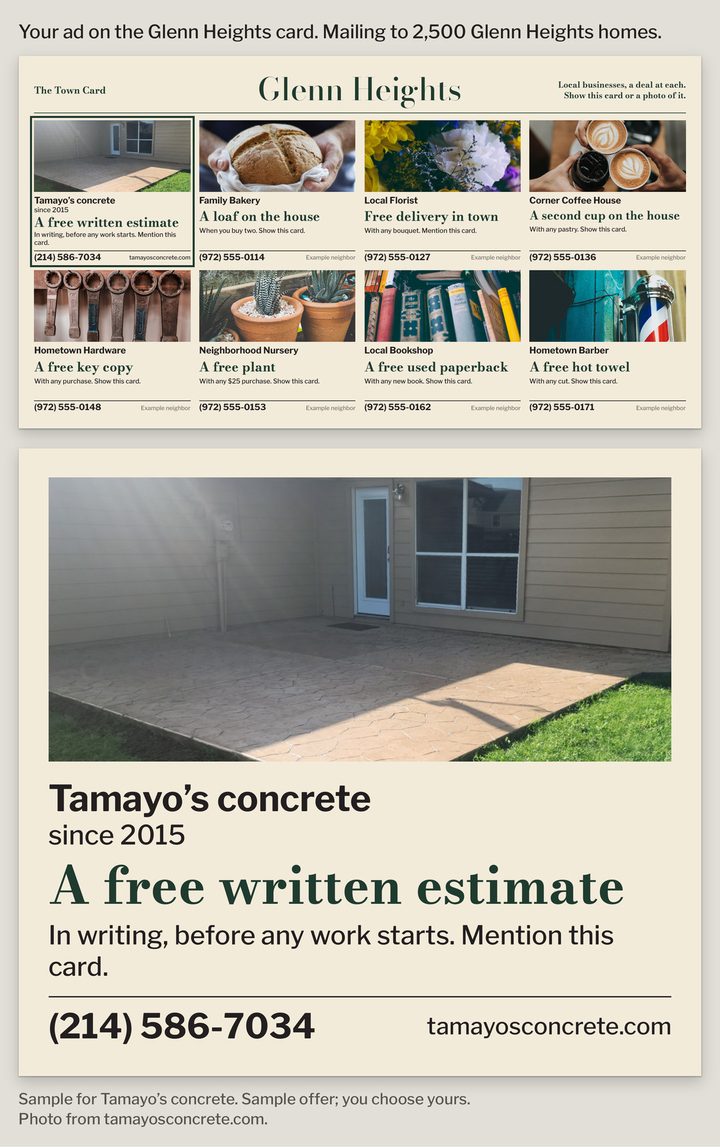 Your ad on the Glenn Heights card. Mailing to 2,500 Glenn Heights homes.
The Town Card
Glenn Heights
Local businesses, a deal at each.
Show this card or a photo of it.
Tamayo’s concrete
since 2015
A free written estimate
In writing, before any work starts. Mention this
card.
(214) 586-7034
tamayosconcrete.com
Family Bakery
A loaf on the house
When you buy two. Show this card.
(972) 555-0114
Example neighbor
Local Florist
Free delivery in town
With any bouquet. Mention this card.
(972) 555-0127
Example neighbor
Corner Coffee House
A second cup on the house
With any pastry. Show this card.
(972) 555-0136
Example neighbor
Hometown Hardware
A free key copy
With any purchase. Show this card.
(972) 555-0148
Example neighbor
Neighborhood Nursery
A free plant
With any $25 purchase. Show this card.
(972) 555-0153
Example neighbor
Local Bookshop
A free used paperback
With any new book. Show this card.
(972) 555-0162
Example neighbor
Hometown Barber
A free hot towel
With any cut. Show this card.
(972) 555-0171
Example neighbor
Tamayo’s concrete
since 2015
A free written estimate
In writing, before any work starts. Mention this
card.
(214) 586-7034
tamayosconcrete.com
Sample for Tamayo’s concrete. Sample offer; you choose yours.
Photo from tamayosconcrete.com.